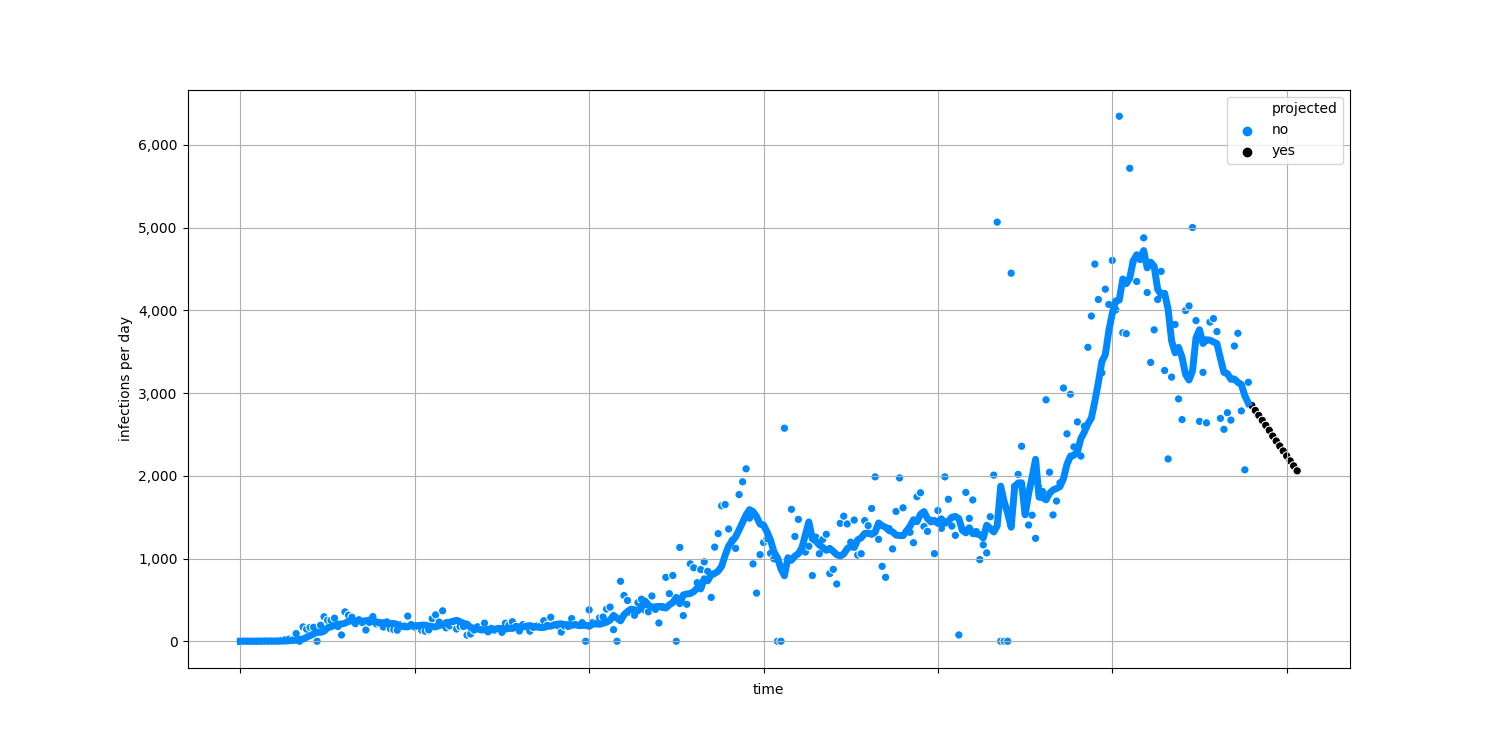 projected
no
yes
6,000
5,000
4,000
3,000
2,000
1,000
0
infections per day
time